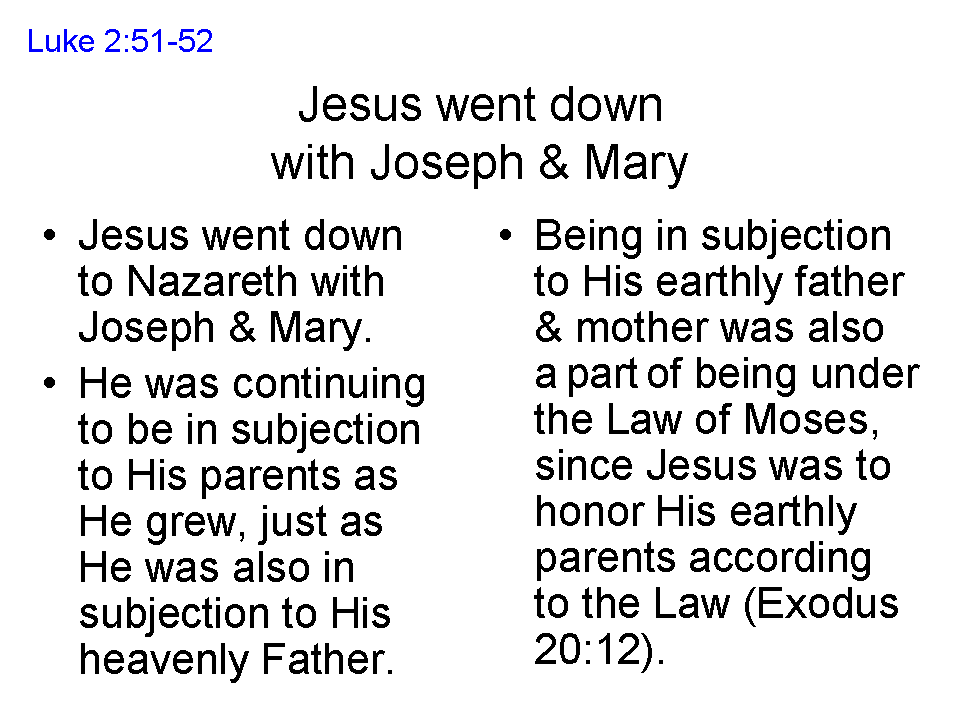 Luke 2:51-52
Jesus went down
with Joseph & Mary
• Jesus went down
to Nazareth with
Joseph & Mary.
• He was continuing
to be in subjection
to His parents as
He grew, just as
He was also in
subjection to His
heavenly Father.
• Being in subjection
to His earthly father
& mother was also
a part of being under
the Law of Moses,
since Jesus was to
honor His earthly
parents according
to the Law (Exodus
20:12).